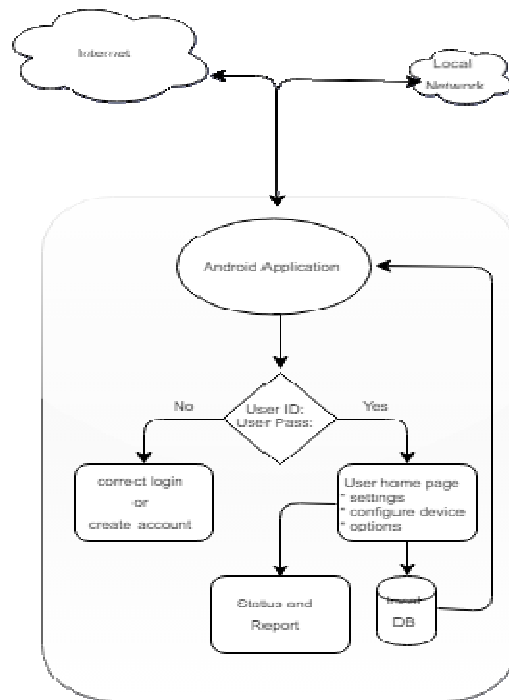 Internet
Local
Network
Android Application
No
User ID:
User Pass:
Yes
correct login
or
create account
User home page
* settings
* configure device
* options
Status and
Report
DB